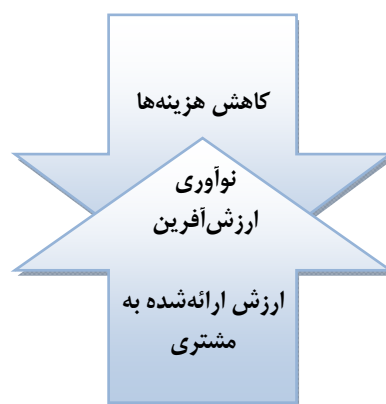 کاهش هزینه‌ها
نوآوری
ارزش‌آفرین
ارزش ارائه‌شده به
مشتری